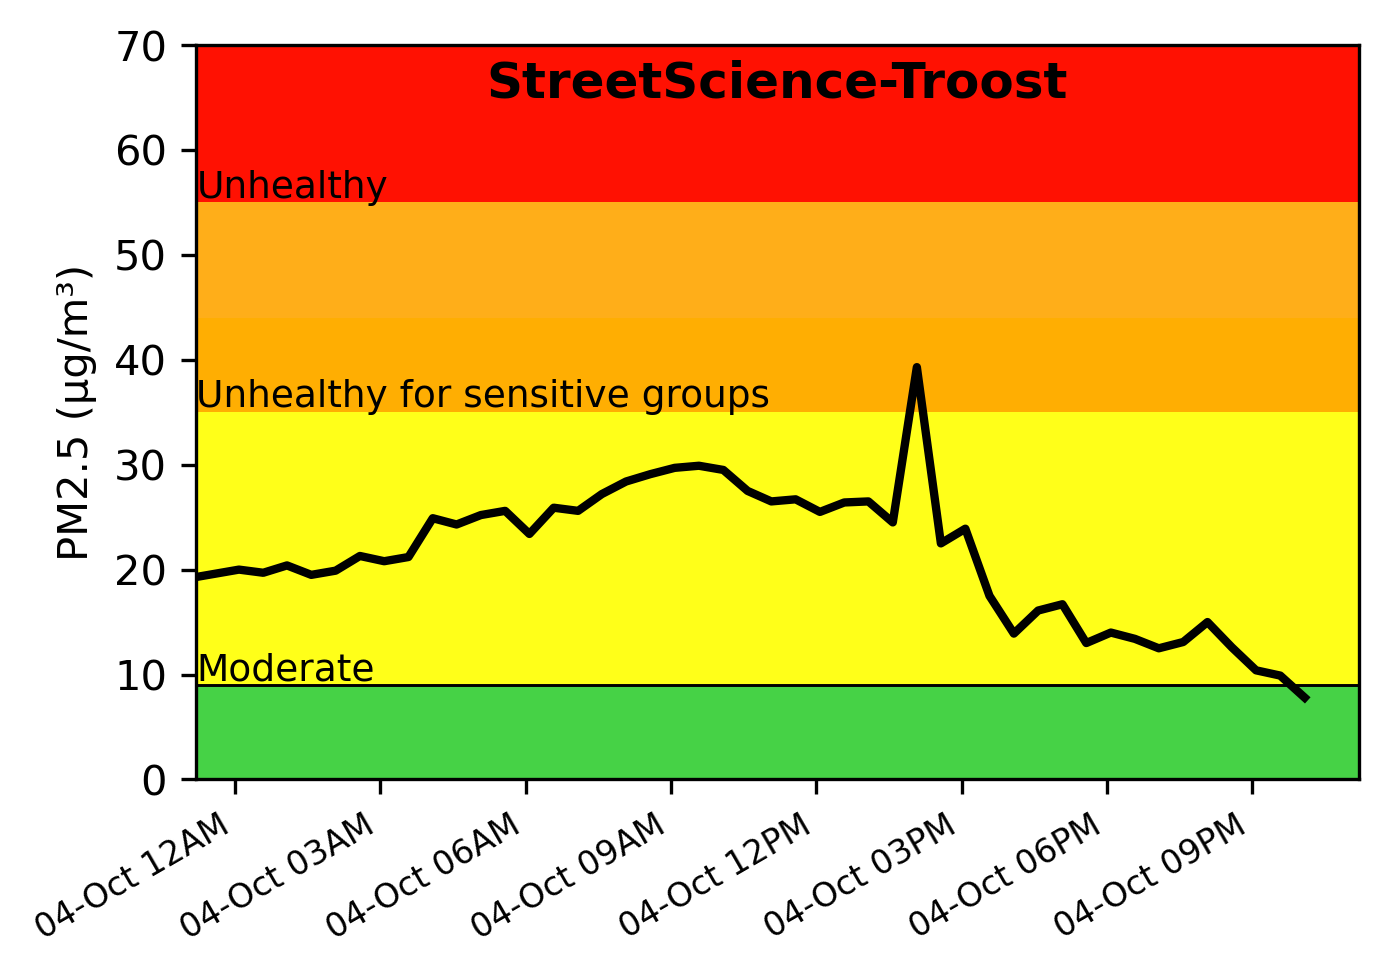 StreetScience-Troost
PM2.5 (µg/m³)
70
60
50
40
30
20
10
0
Unhealthy
Unhealthy for sensitive groups
Moderate
04-Oct 12AM
04-Oct 03AM
04-Oct 06AM
04-Oct 09AM
04-Oct 12PM
04-Oct 03PM
04-Oct 06PM
04-Oct 09PM